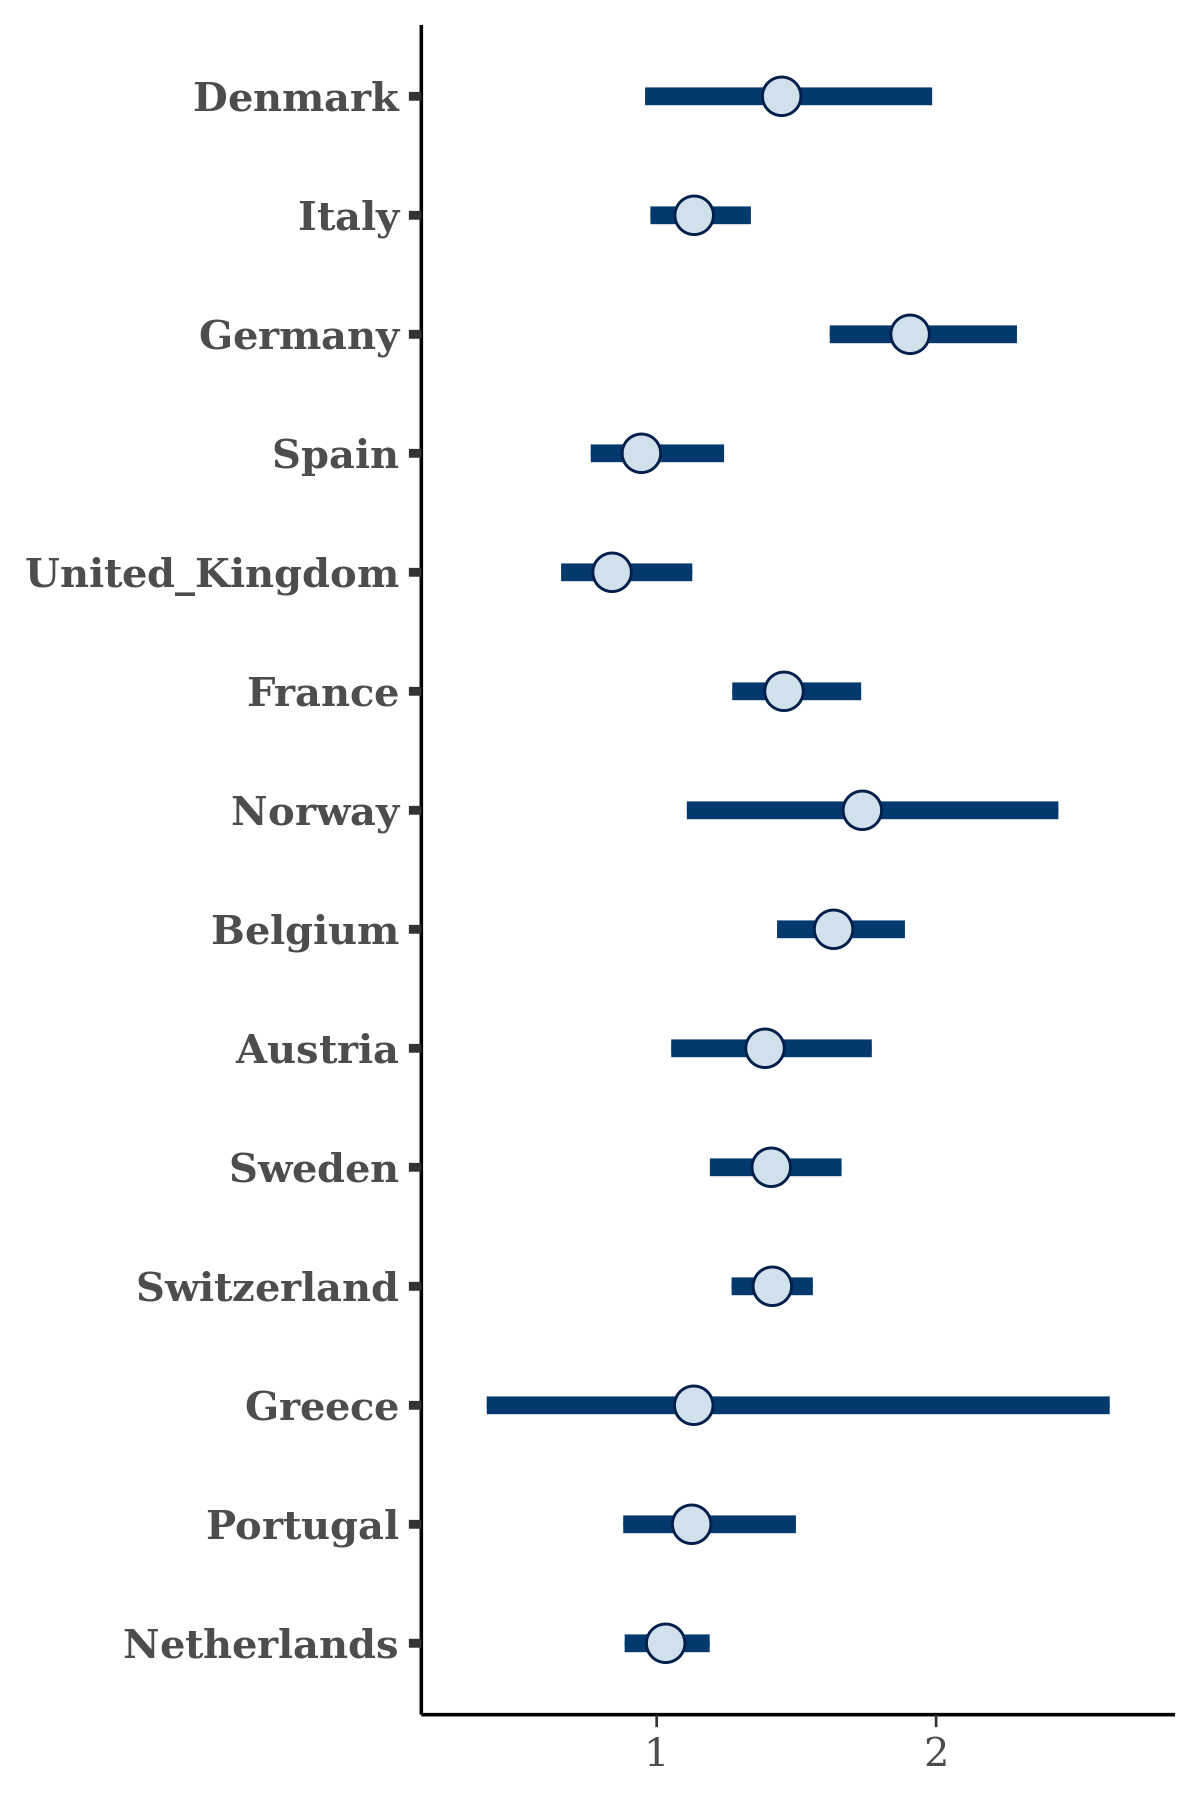 Denmark
Italy
Germany
Spain
United_Kingdom
France
Norway
Belgium
Austria
Sweden
Switzerland
Greece
Portugal
Netherlands
1 2